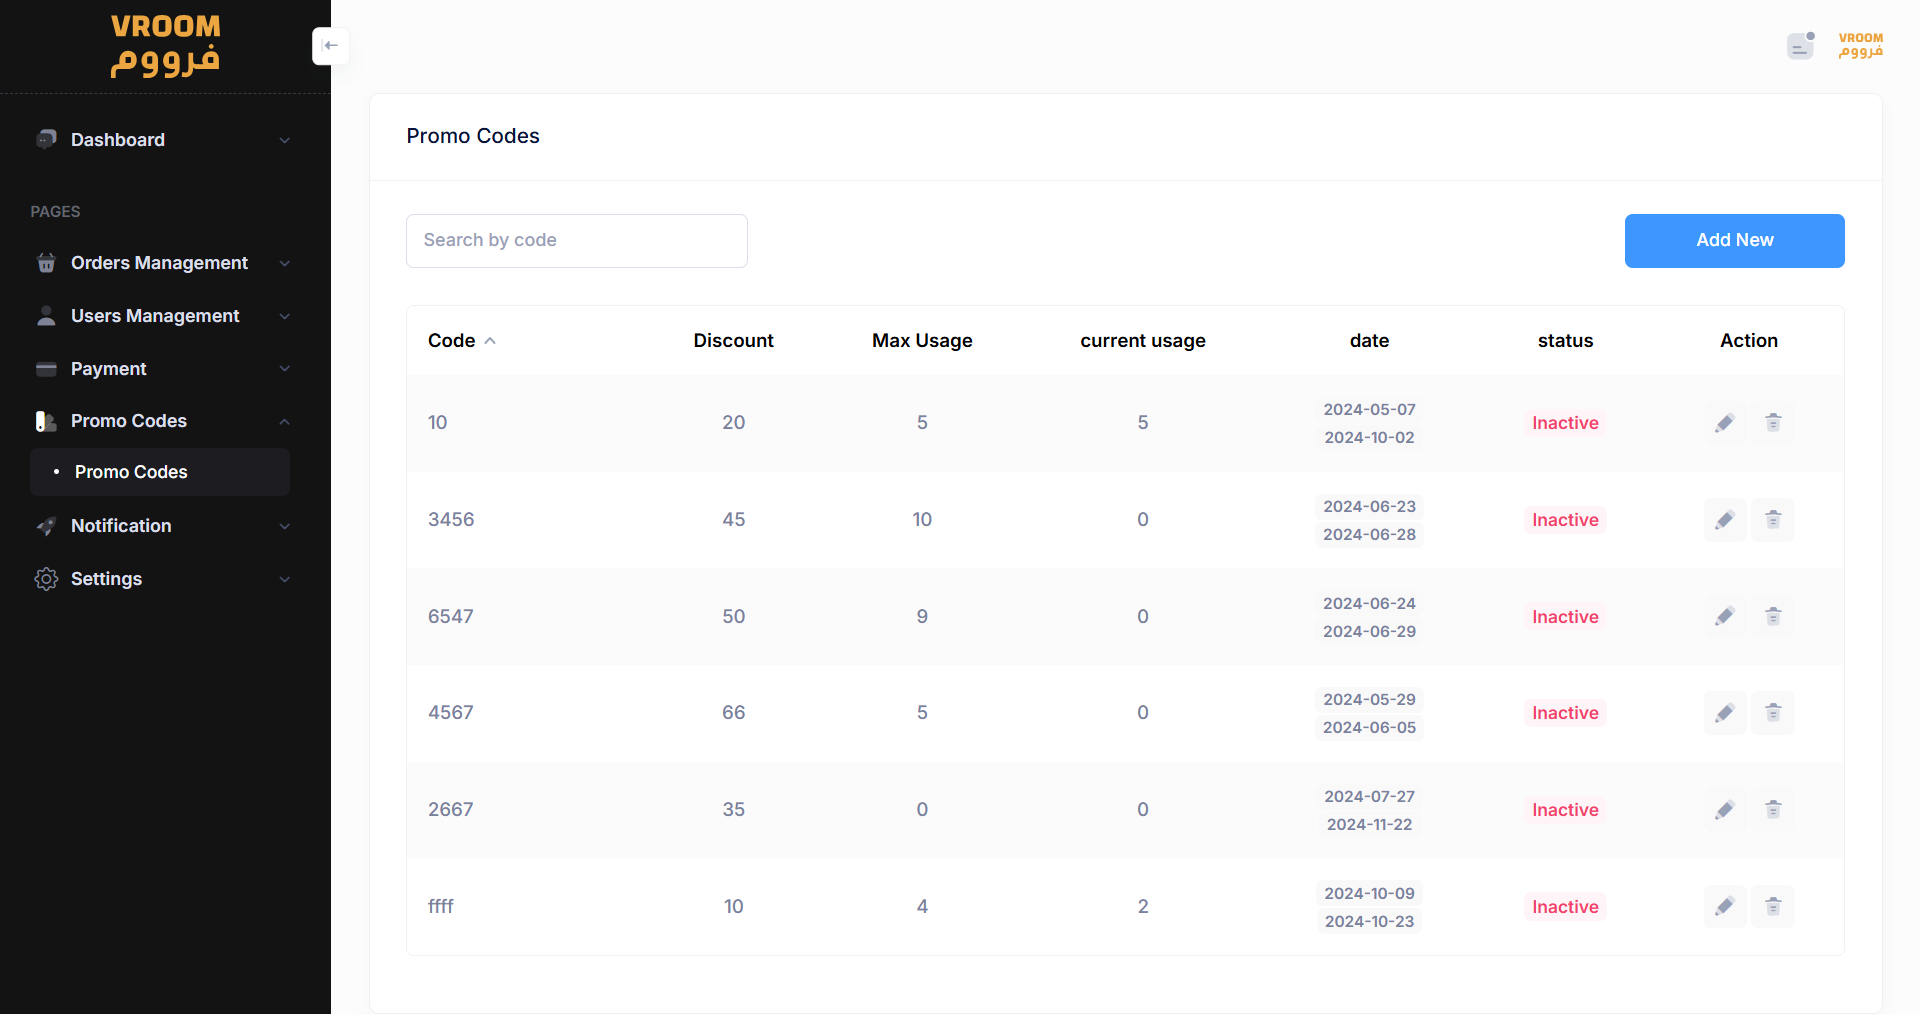 VROOM
فرووم
VROOM
فرووم
Dashboard
PAGES
Orders Management
Users Management
Payment
Promo Codes
Promo Codes
Notification
Settings
Promo Codes
Search by code
Add New
Code Discount Max Usage current usage date status Action
10 20 5 5 2024-05-07 Inactive
2024-10-02
3456 45 10 0 2024-06-23 Inactive
2024-06-28
6547 50 9 0 2024-06-24 Inactive
2024-06-29
4567 66 5 0 2024-05-29 Inactive
2024-06-05
2667 35 0 0 2024-07-27 Inactive
2024-11-22
ffff 10 4 2 2024-10-09 Inactive
2024-10-23